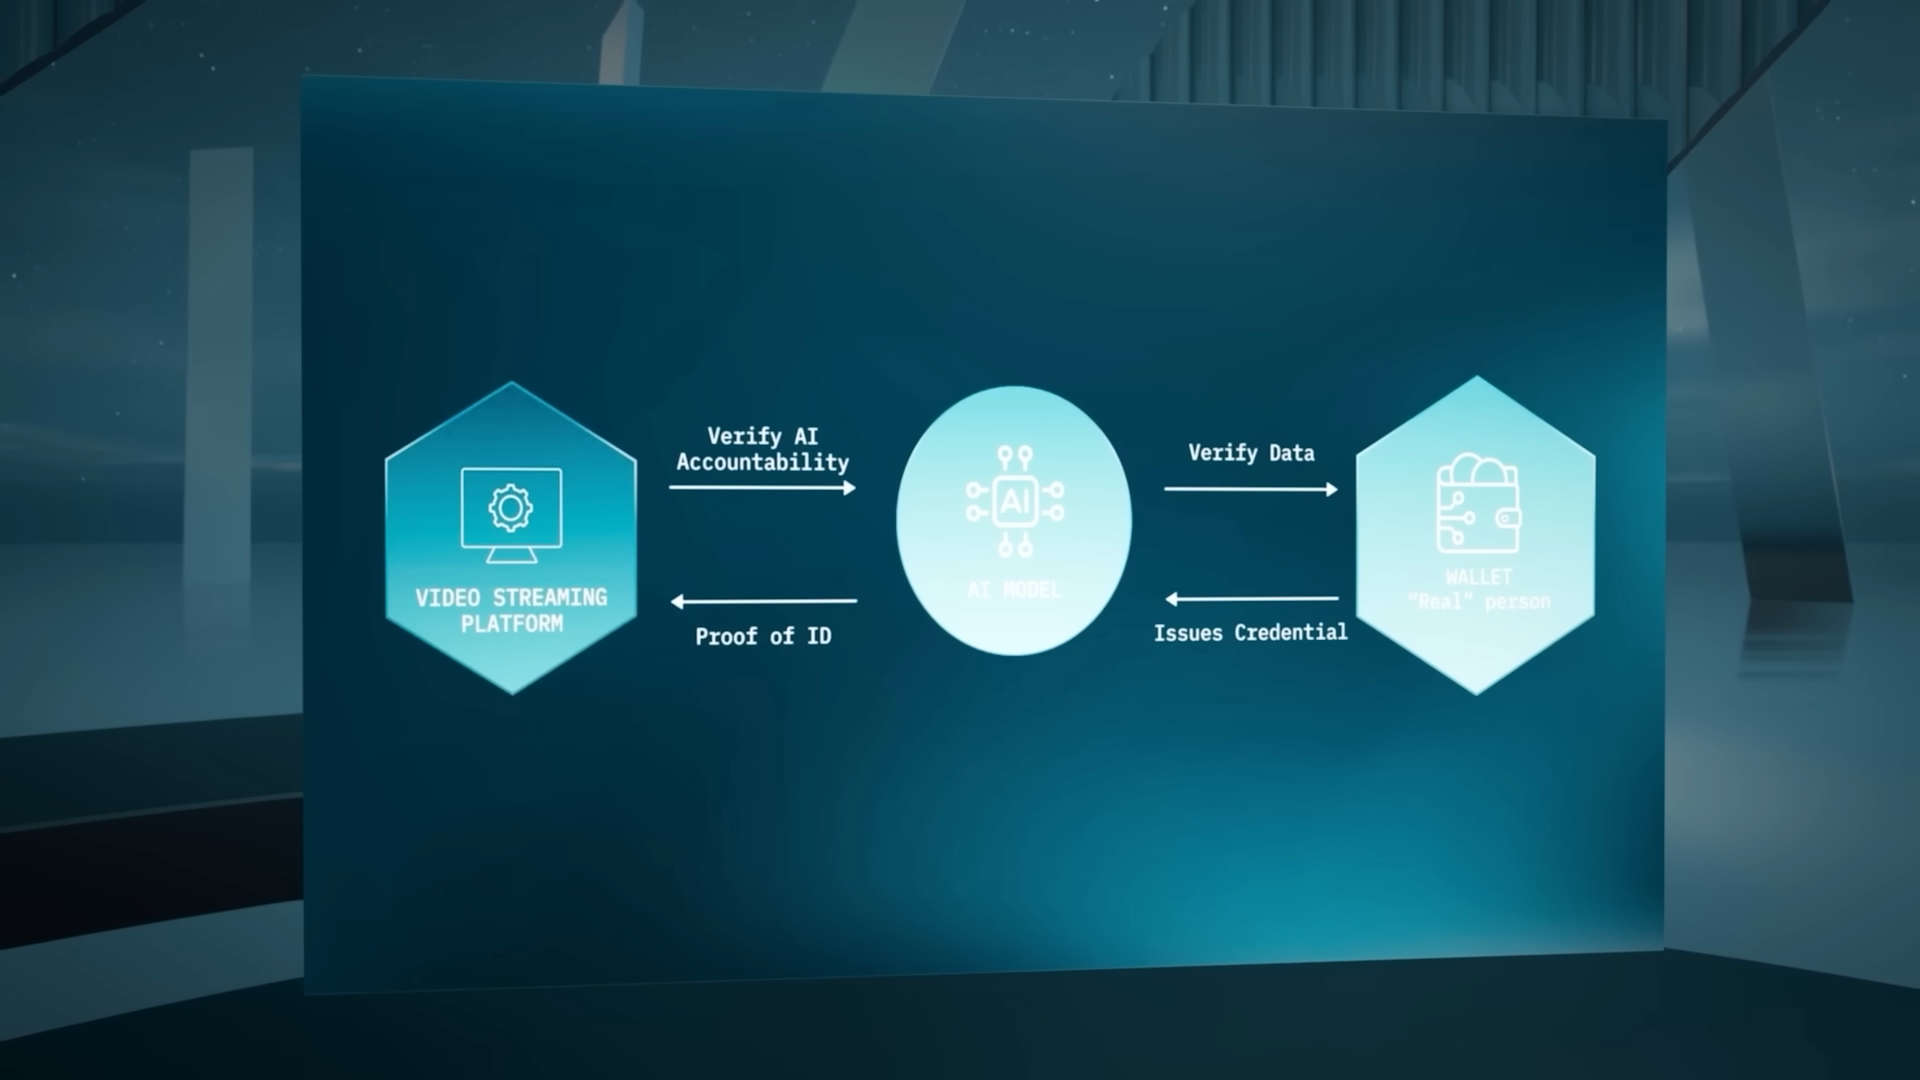 Verify AI
Accountability
Verify Data
AI
VIDEO STREAMING
PLATFORM
AI MODEL
WALLET
"Real" person
Proof of ID
Issues Credential